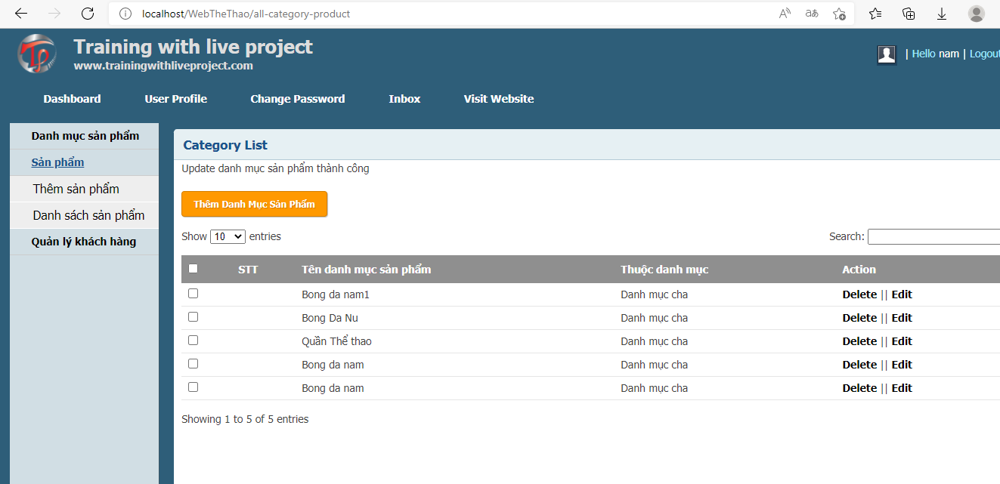 localhost/WebTheThao/all-category-product
Training with live project
www.trainingwithliveproject.com
| Hello nam | Logout
Dashboard User Profile Change Password Inbox Visit Website
Danh mục sản phẩm
Sản phẩm
Thêm sản phẩm
Danh sách sản phẩm
Quản lý khách hàng
Category List
Update danh mục sản phẩm thành công
Thêm Danh Mục Sản Phẩm
Show 10 entries Search:
STT Tên danh mục sản phẩm Thuộc danh mục Action
Bong da nam1 Danh mục cha Delete || Edit
Bong Da Nu Danh mục cha Delete || Edit
Quần Thể thao Danh mục cha Delete || Edit
Bong da nam Danh mục cha Delete || Edit
Bong da nam Danh mục cha Delete || Edit
Showing 1 to 5 of 5 entries